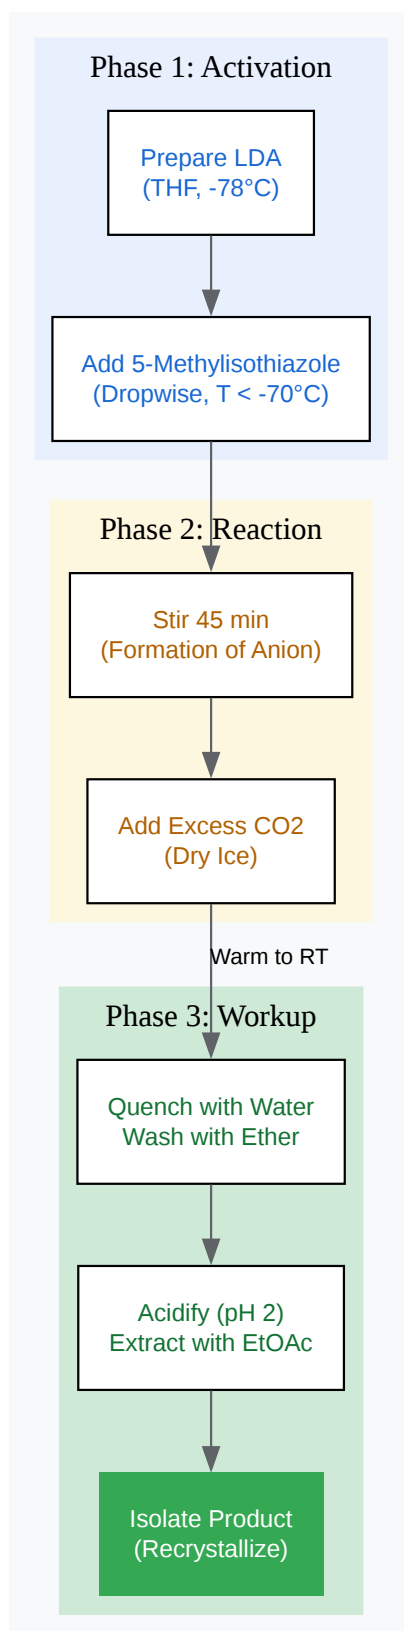 Phase 1: Activation
Prepare LDA
(THF, -78°C)
Add 5-Methylisothiazole
(Dropwise, T < -70°C)
Phase 2: Reaction
Stir 45 min
(Formation of Anion)
Add Excess CO2
(Dry Ice)
Warm to RT
Phase 3: Workup
Quench with Water
Wash with Ether
Acidify (pH 2)
Extract with EtOAc
Isolate Product
(Recrystallize)